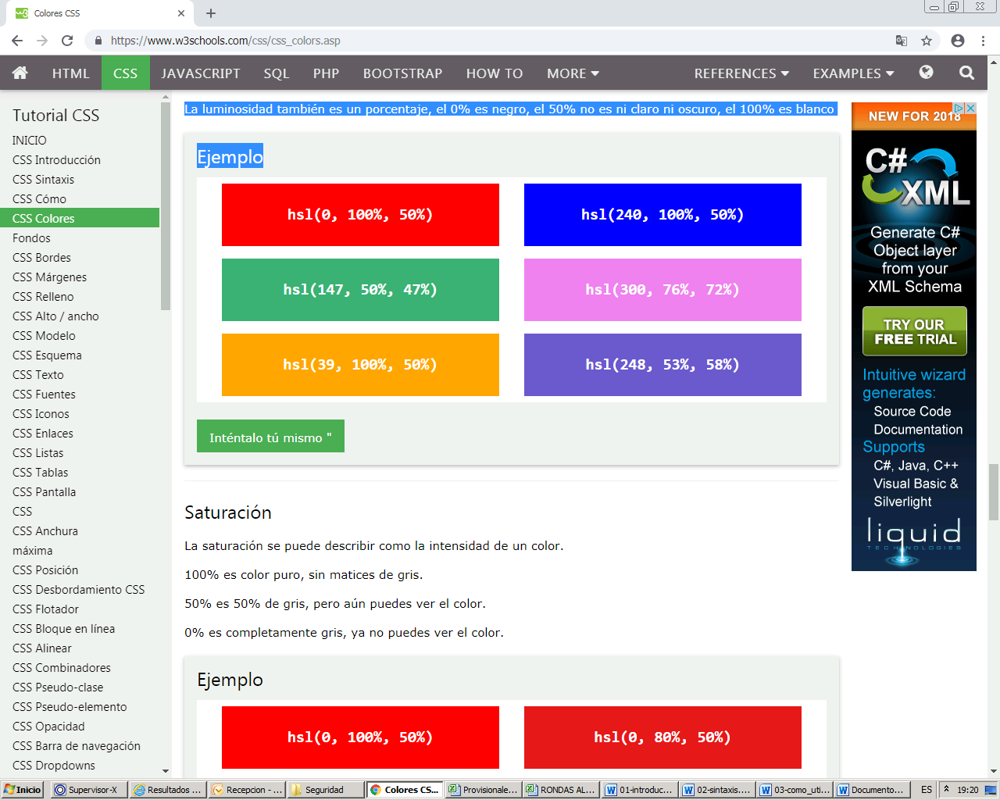 Colores CSS
https://www.w3schools.com/css/css_colors.asp
HTML CSS JAVASCRIPT SQL PHP BOOTSTRAP HOW TO MORE REFERENCES EXAMPLES
Tutorial CSS
INICIO
CSS Introducción
CSS Sintaxis
CSS Cómo
CSS Colores
Fondos
CSS Bordes
CSS Márgenes
CSS Relleno
CSS Alto / ancho
CSS Modelo
CSS Esquema
CSS Texto
CSS Fuentes
CSS Iconos
CSS Enlaces
CSS Listas
CSS Tablas
CSS Pantalla
CSS
CSS Anchura
máxima
CSS Posición
CSS Desbordamiento CSS
CSS Flotador
CSS Bloque en línea
CSS Alinear
CSS Combinadores
CSS Pseudo-clase
CSS Pseudo-elemento
CSS Opacidad
CSS Barra de navegación
CSS Dropdowns
La luminosidad también es un porcentaje, el 0% es negro, el 50% no es ni claro ni oscuro, el 100% es blanco
Ejemplo
hsl(0, 100%, 50%)
hsl(240, 100%, 50%)
hsl(147, 50%, 47%)
hsl(300, 76%, 72%)
hsl(39, 100%, 50%)
hsl(248, 53%, 58%)
Inténtalo tú mismo "
Saturación
La saturación se puede describir como la intensidad de un color.
100% es color puro, sin matices de gris.
50% es 50% de gris, pero aún puedes ver el color.
0% es completamente gris, ya no puedes ver el color.
Ejemplo
hsl(0, 100%, 50%)
hsl(0, 80%, 50%)
NEW FOR 2018
C#
XML
Generate C#
Object layer
from your
XML Schema
TRY OUR
FREE TRIAL
Intuitive wizard
generates:
Source Code
Documentation
Supports
C#, Java, C++
Visual Basic &
Silverlight
liquid
TECHNOLOGIES
Inicio
Supervisor-X
Resultados ...
Recepcion - ...
Seguridad
Colores CS...
Provisionale...
RONDAS AL...
01-introduc...
02-sintaxis....
03-como_uti...
Documento...
ES
19:20